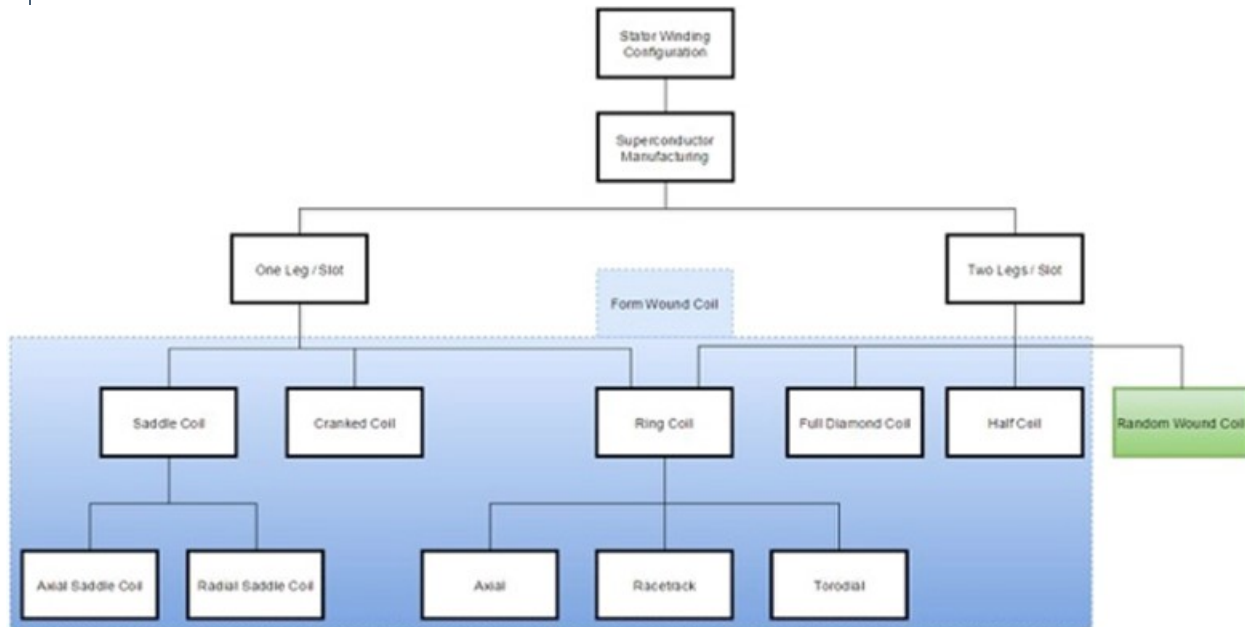 Stator Winding
Configuration
Superconductor
Manufacturing
One Leg / Slot
Two Legs / Slot
Form Wound Coil
Saddle Coil
Cranked Coil
Ring Coil
Full Diamond Coil
Half Coil
Random Wound Coil
Axial Saddle Coil
Radial Saddle Coil
Axial
Racetrack
Torodial